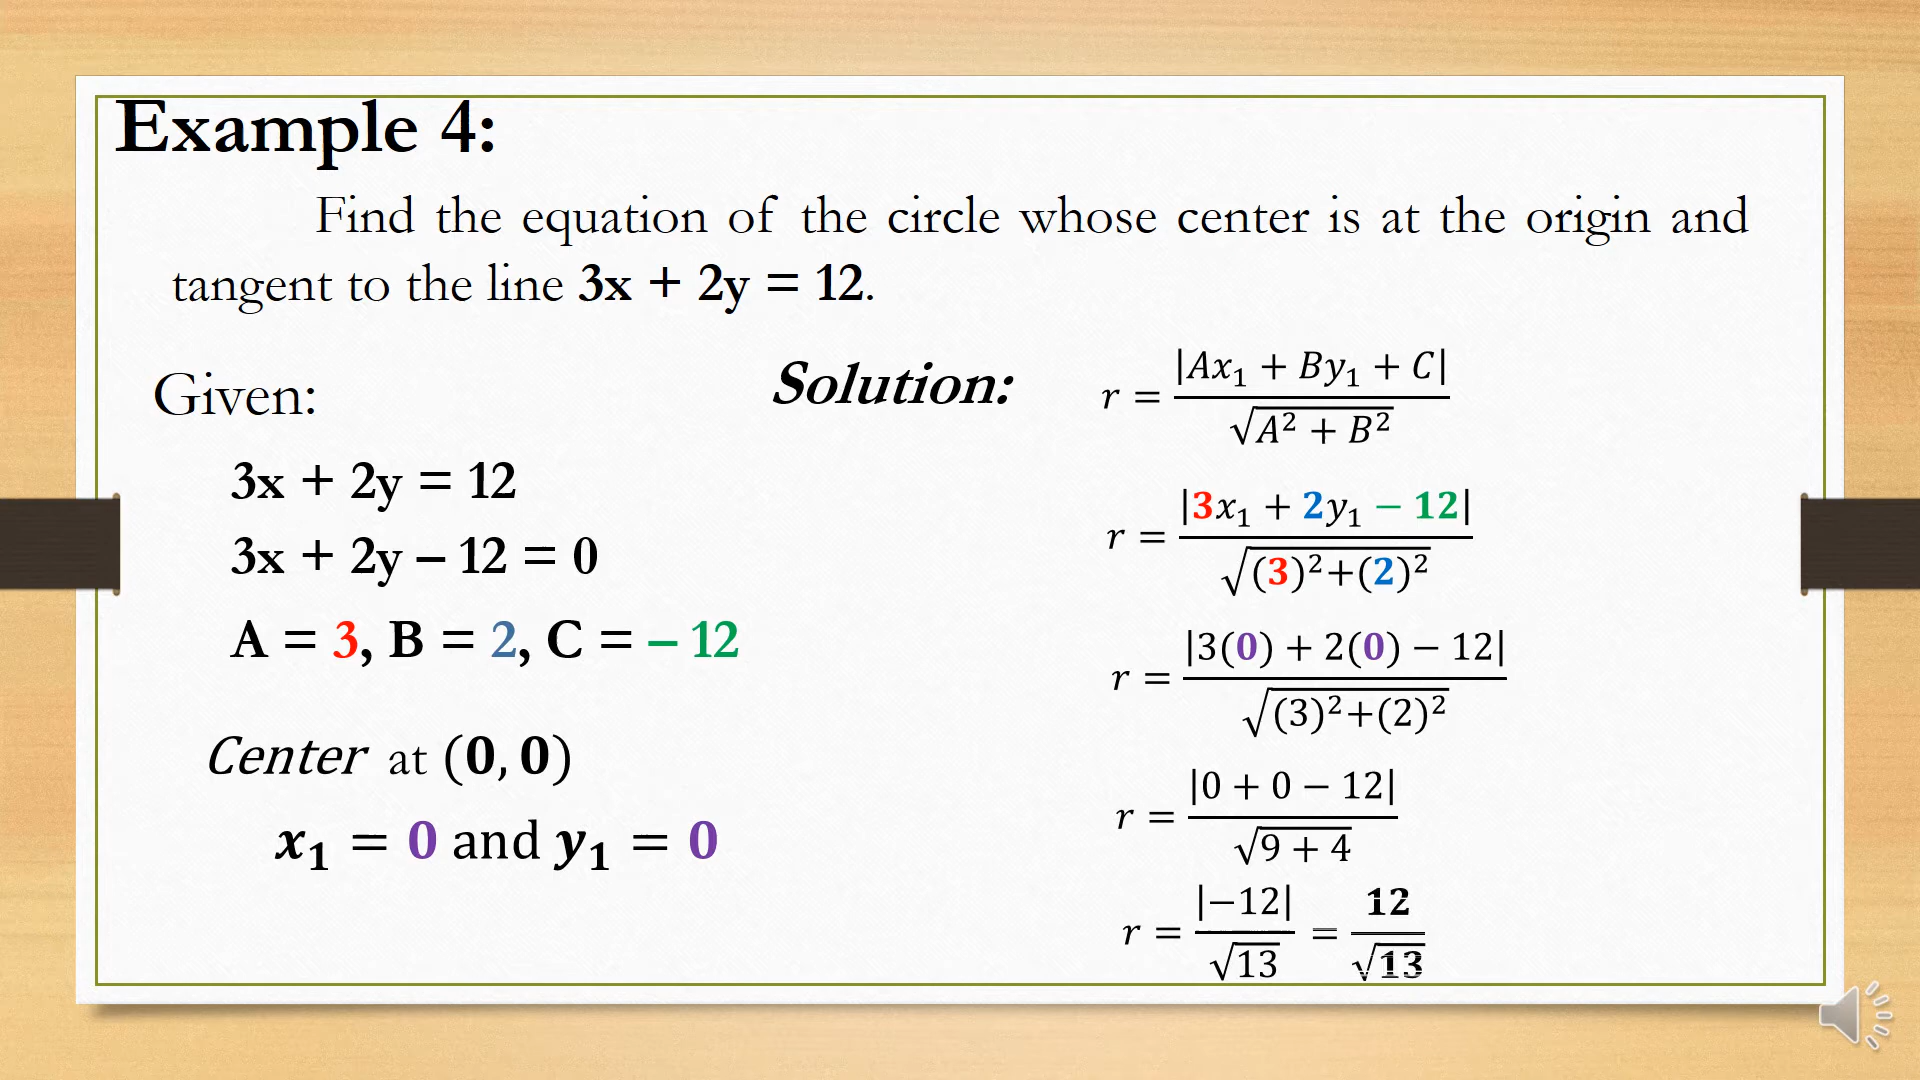 Example 4:
Find the equation of the circle whose center is at the origin and
tangent to the line 3x + 2y = 12.
Given:
3x + 2y = 12
3x + 2y – 12 = 0
A = 3, B = 2, C = – 12
Center at (0, 0)
x₁ = 0 and y₁ = 0
Solution:
r = |Ax₁ + By₁ + C| / √(A² + B²)
r = |3x₁ + 2y₁ − 12| / √((3)²+(2)²)
r = |3(0) + 2(0) − 12| / √((3)²+(2)²)
r = |0 + 0 − 12| / √(9 + 4)
r = |−12| / √13 = 12 / √13